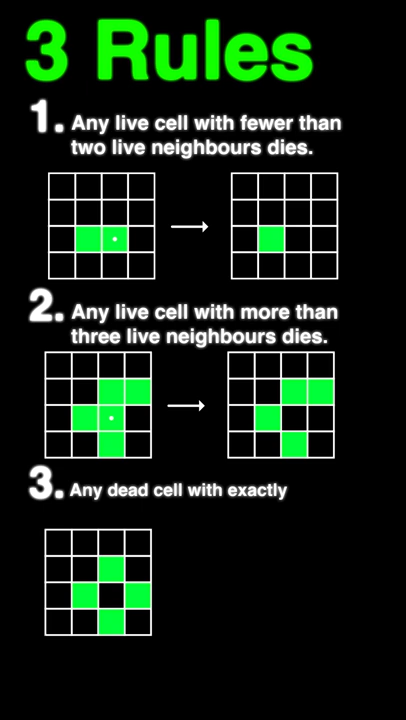 3 Rules
1. Any live cell with fewer than
two live neighbours dies.
2. Any live cell with more than
three live neighbours dies.
3. Any dead cell with exactly